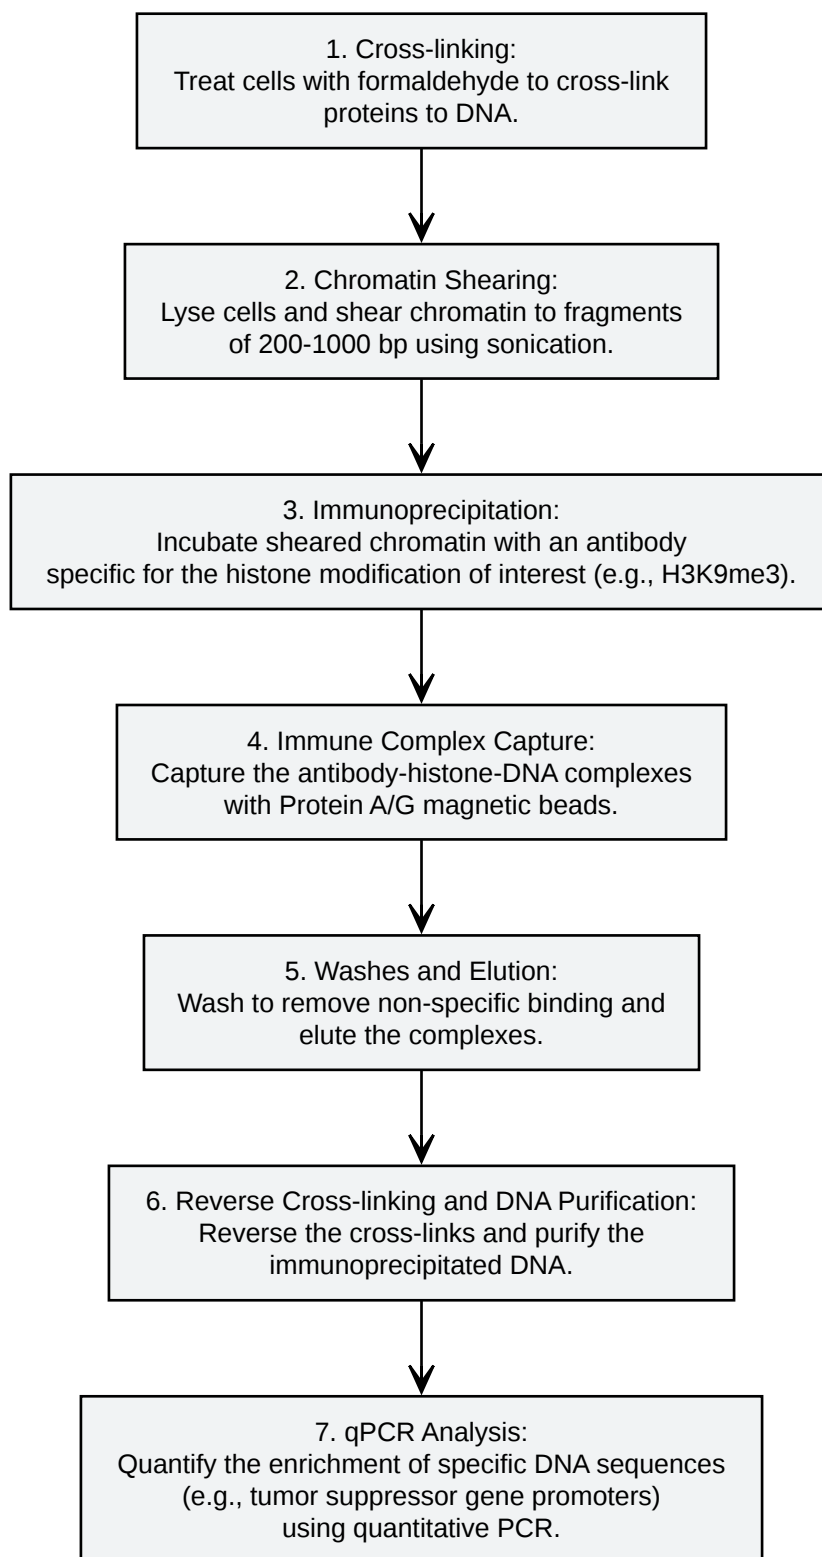 1. Cross-linking:
Treat cells with formaldehyde to cross-link
proteins to DNA.
2. Chromatin Shearing:
Lyse cells and shear chromatin to fragments
of 200-1000 bp using sonication.
3. Immunoprecipitation:
Incubate sheared chromatin with an antibody
specific for the histone modification of interest (e.g., H3K9me3).
4. Immune Complex Capture:
Capture the antibody-histone-DNA complexes
with Protein A/G magnetic beads.
5. Washes and Elution:
Wash to remove non-specific binding and
elute the complexes.
6. Reverse Cross-linking and DNA Purification:
Reverse the cross-links and purify the
immunoprecipitated DNA.
7. qPCR Analysis:
Quantify the enrichment of specific DNA sequences
(e.g., tumor suppressor gene promoters)
using quantitative PCR.